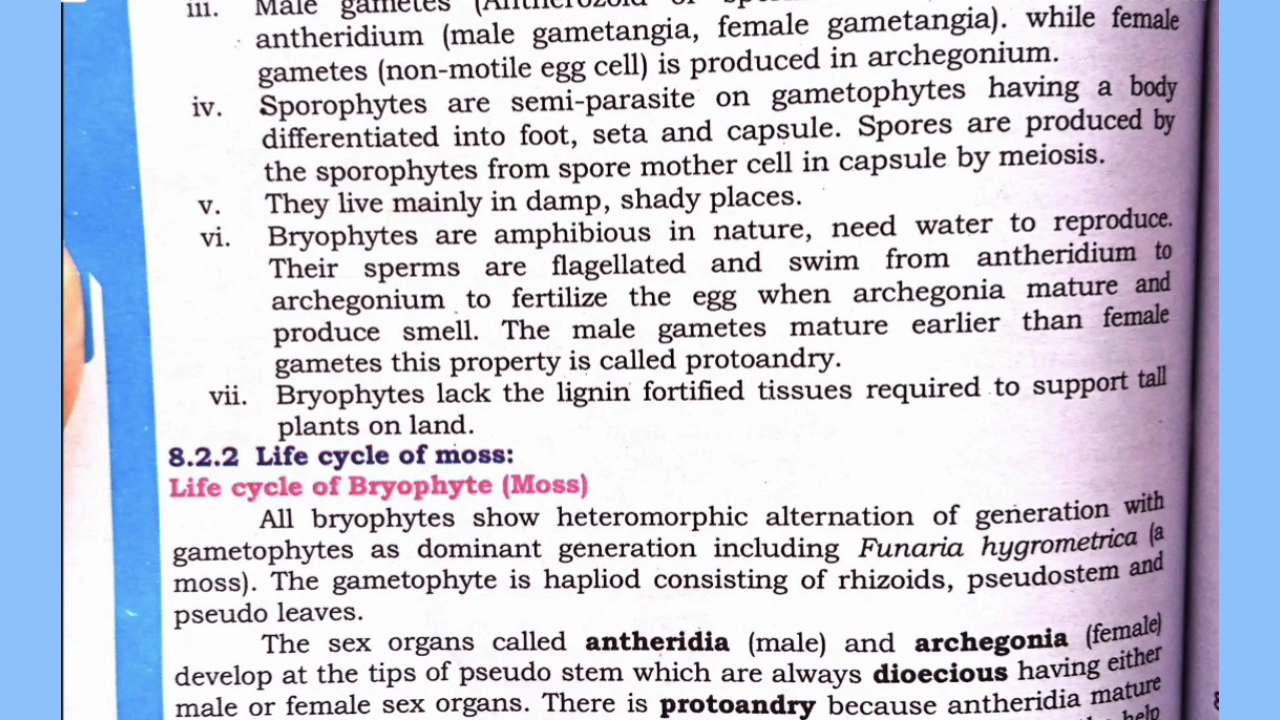 iii. Male gametes
antheridium (male gametangia, female gametangia). while female
gametes (non-motile egg cell) is produced in archegonium.
iv. Sporophytes are semi-parasite on gametophytes having a body
differentiated into foot, seta and capsule. Spores are produced by
the sporophytes from spore mother cell in capsule by meiosis.
v. They live mainly in damp, shady places.
vi. Bryophytes are amphibious in nature, need water to reproduce.
Their sperms are flagellated and swim from antheridium to
archegonium to fertilize the egg when archegonia mature and
produce smell. The male gametes mature earlier than female
gametes this property is called protoandry.
vii. Bryophytes lack the lignin fortified tissues required to support tall
plants on land.
8.2.2 Life cycle of moss:
Life cycle of Bryophyte (Moss)
All bryophytes show heteromorphic alternation of generation with
gametophytes as dominant generation including Funaria hygrometrica (a
moss). The gametophyte is hapliod consisting of rhizoids, pseudostem and
pseudo leaves.
The sex organs called antheridia (male) and archegonia (female)
develop at the tips of pseudo stem which are always dioecious having either
male or female sex organs. There is protoandry because antheridia mature
help